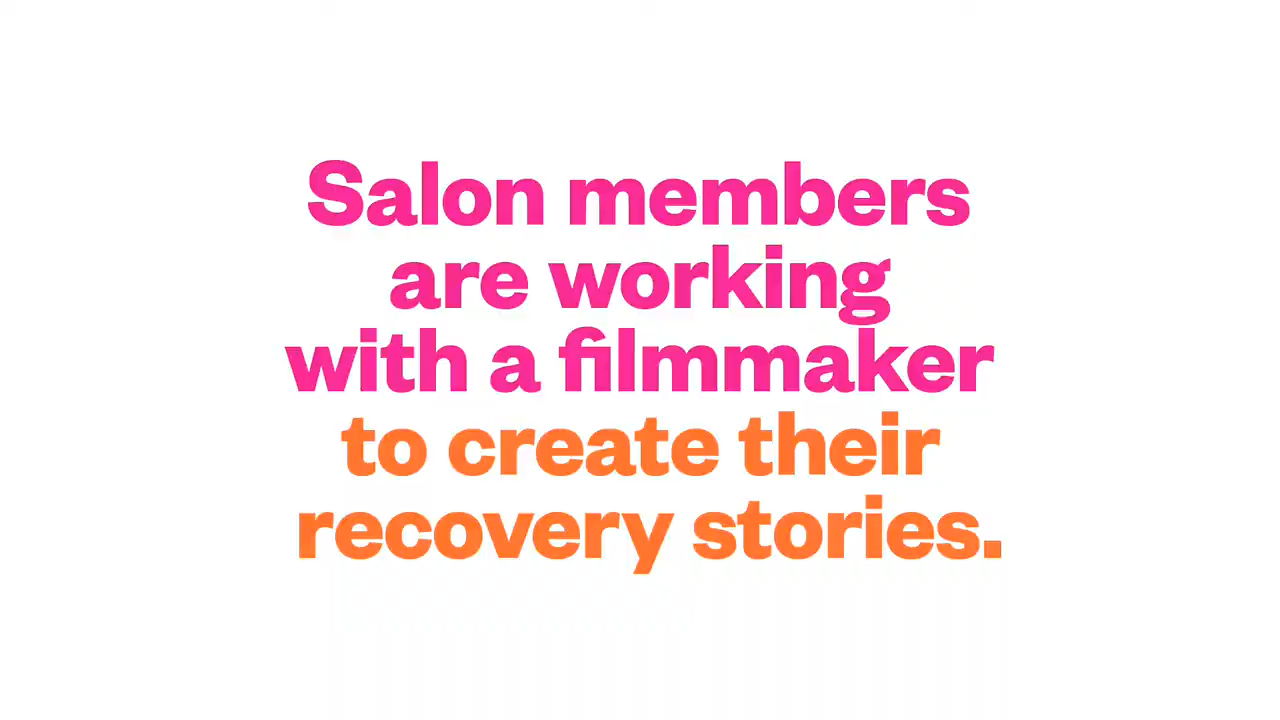 Salon members
are working
with a filmmaker
to create their
recovery stories.